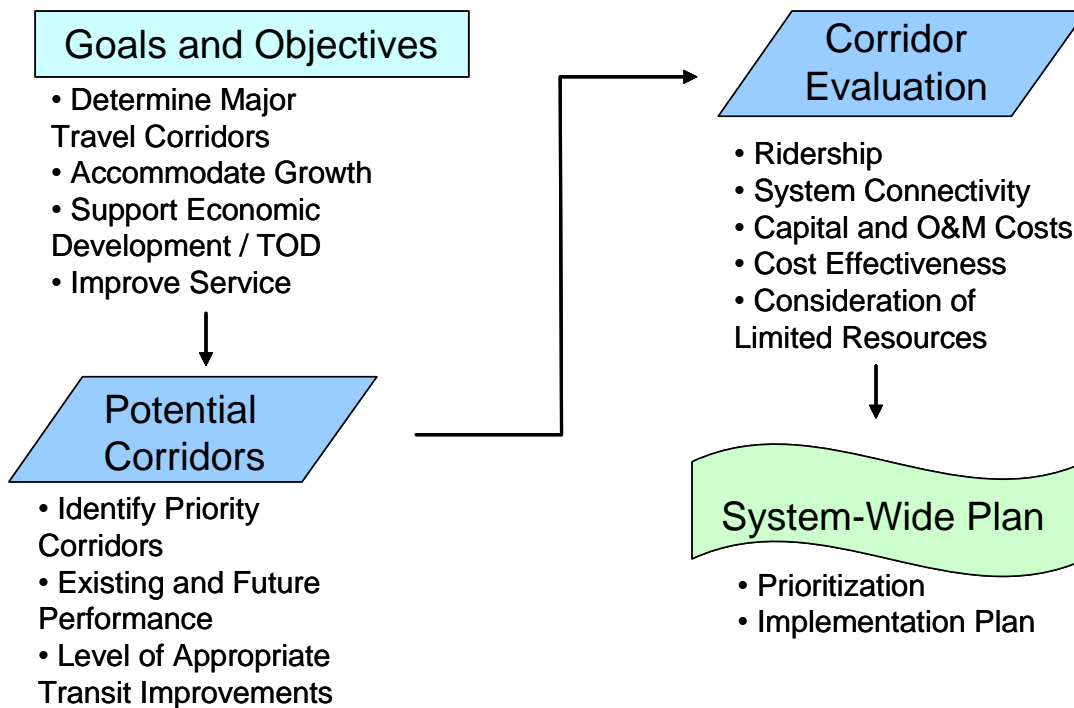 Goals and Objectives
• Determine Major
Travel Corridors
• Accommodate Growth
• Support Economic
Development / TOD
• Improve Service
Potential
Corridors
• Identify Priority
Corridors
• Existing and Future
Performance
• Level of Appropriate
Transit Improvements
Corridor
Evaluation
• Ridership
• System Connectivity
• Capital and O&M Costs
• Cost Effectiveness
• Consideration of
Limited Resources
System-Wide Plan
• Prioritization
• Implementation Plan